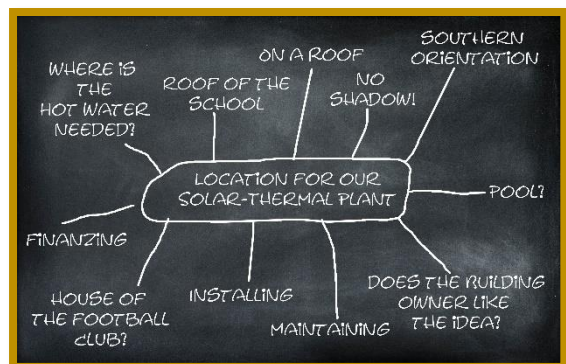 WHERE IS
THE
HOT WATER
NEEDED?
ROOF OF THE
SCHOOL
ON A ROOF
NO
SHADOW!
SOUTHERN
ORIENTATION
LOCATION FOR OUR
SOLAR-THERMAL PLANT
POOL?
FINANZING
HOUSE OF
THE FOOTBALL
CLUB?
INSTALLING
MAINTAINING
DOES THE BUILDING
OWNER LIKE
THE IDEA?